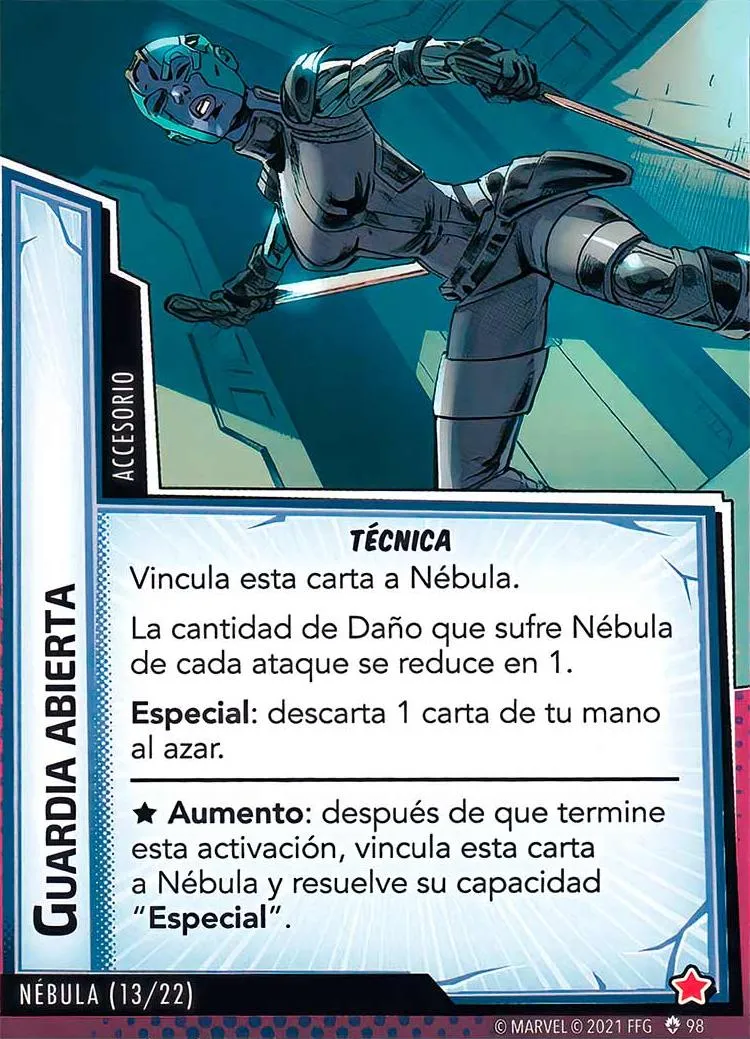 ACCESORIO
GUARDIA ABIERTA
TÉCNICA
Vincula esta carta a Nébula.
La cantidad de Daño que sufre Nébula
de cada ataque se reduce en 1.
Especial: descarta 1 carta de tu mano
al azar.
★ Aumento: después de que termine
esta activación, vincula esta carta
a Nébula y resuelve su capacidad
“Especial”.
NÉBULA (13/22)
© MARVEL © 2021 FFG 98